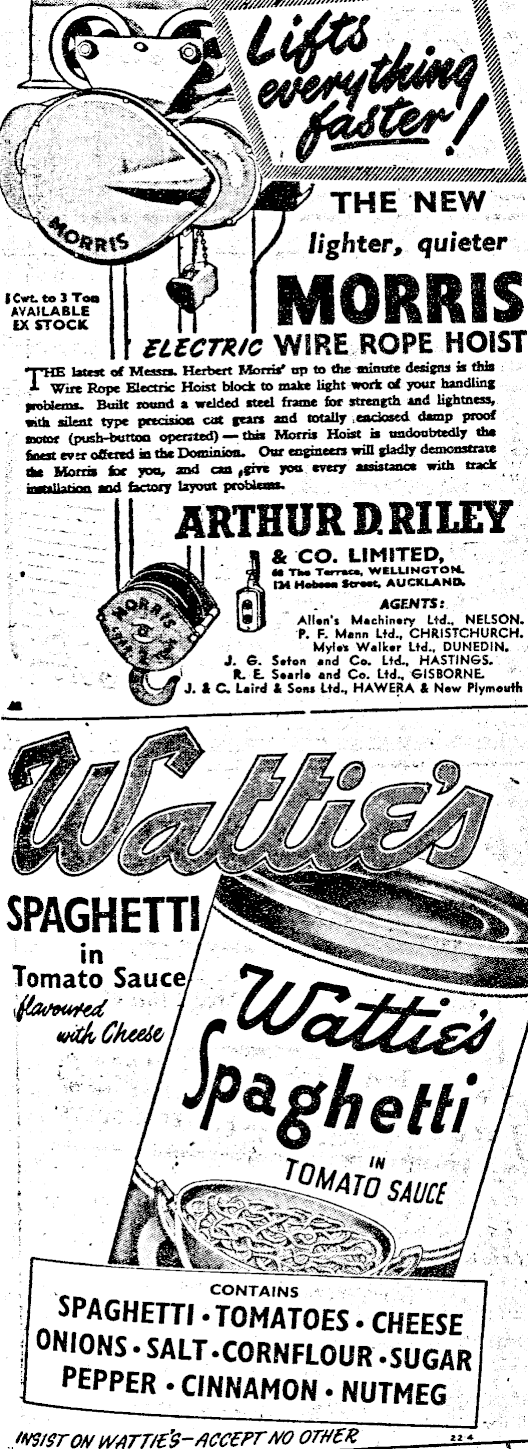 Lifts
everything
faster!
MORRIS
THE NEW
lighter, quieter
MORRIS
ELECTRIC WIRE ROPE HOIST
Cwt. to 3 Ton
AVAILABLE
EX STOCK
THE latest of Messrs. Herbert Morris' up to the minute designs is this
Wire Rope Electric Hoist block to make light work of your handling
problems. Built round a welded steel frame for strength and lightness,
with silent type precision cut gears and totally enclosed damp proof
motor (push-button operated) — this Morris Hoist is undoubtedly the
finest ever offered in the Dominion. Our engineers will gladly demonstrate
the Morris for you, and can give you every assistance with track
installation and factory layout problems.
ARTHUR D. RILEY
& CO. LIMITED,
The Terrace, WELLINGTON.
124 Hobson Street, AUCKLAND.
MORRIS
AGENTS:
Allen's Machinery Ltd., NELSON.
P. F. Mann Ltd., CHRISTCHURCH.
Myles Walker Ltd., DUNEDIN.
J. G. Seton and Co. Ltd., HASTINGS.
R. E. Searle and Co. Ltd., GISBORNE.
J. & C. Laird & Sons Ltd., HAWERA & New Plymouth
Wattie's
SPAGHETTI
in
Tomato Sauce
flavoured
with Cheese
Wattie's
Spaghetti
IN
TOMATO SAUCE
CONTAINS
SPAGHETTI • TOMATOES • CHEESE
ONIONS • SALT • CORNFLOUR • SUGAR
PEPPER • CINNAMON • NUTMEG
INSIST ON WATTIE'S — ACCEPT NO OTHER
22 4